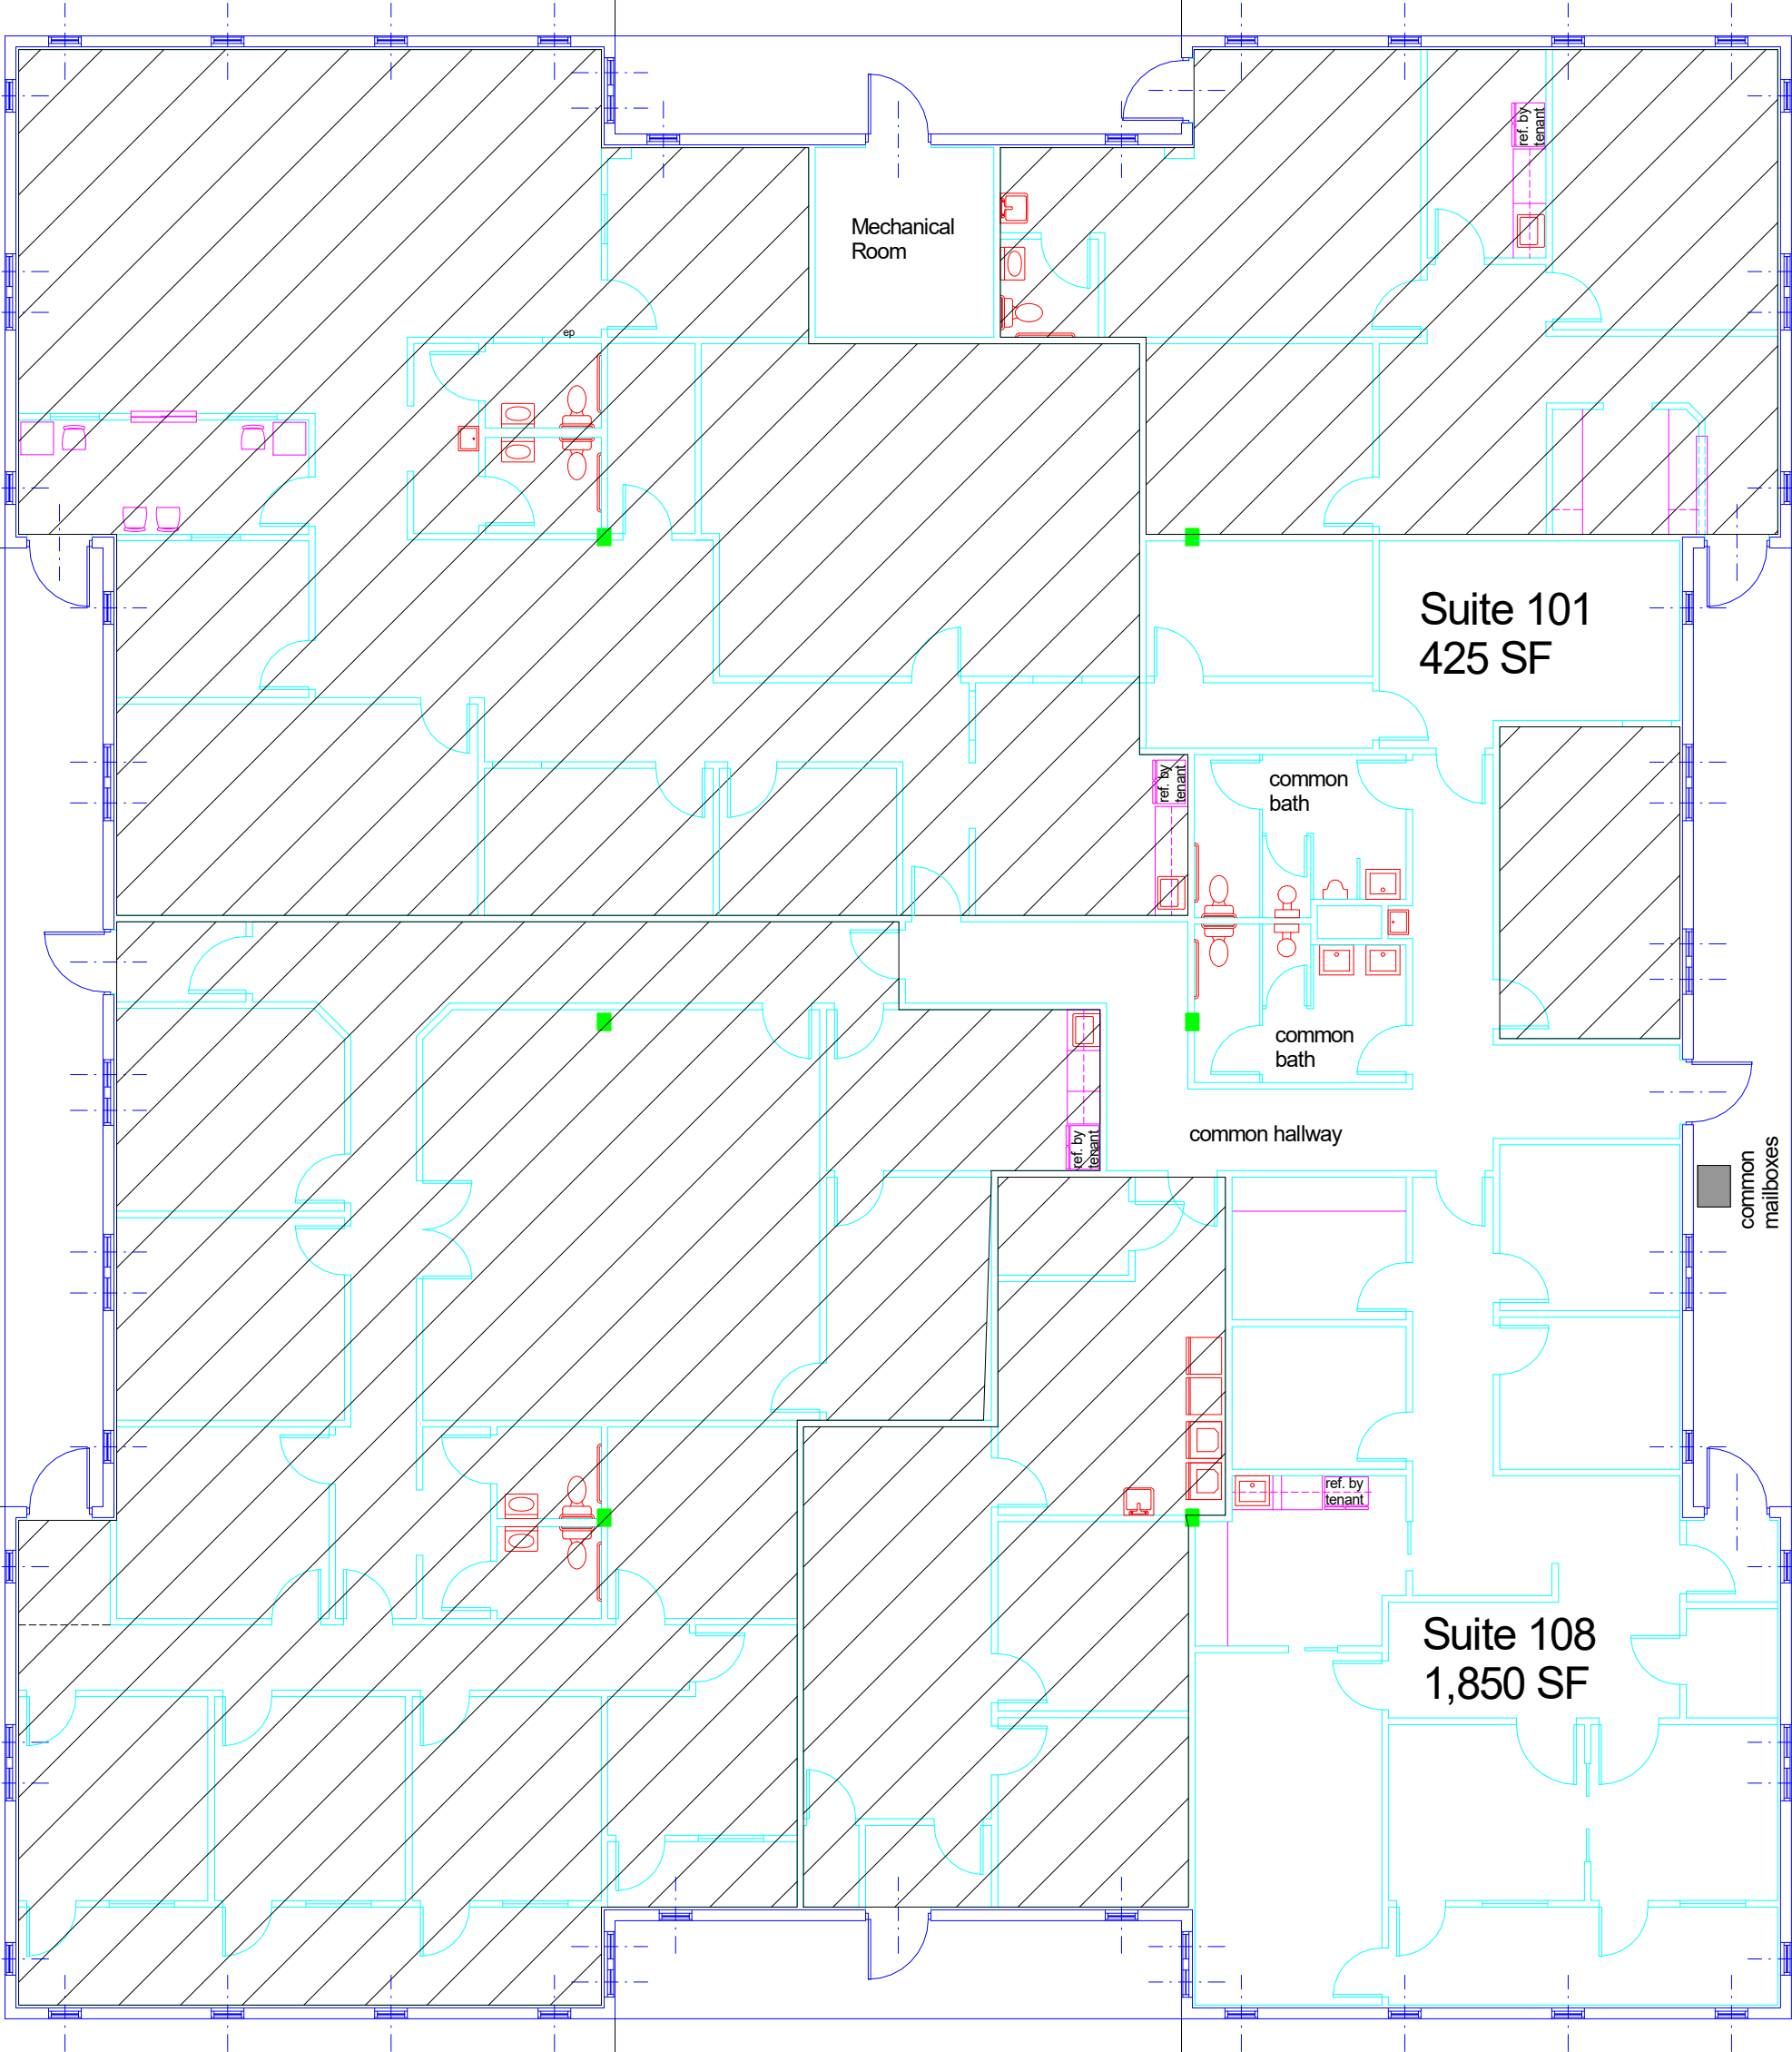 ref. by
tenant
Mechanical
Room
ep
Suite 101
425 SF
ref. by
tenant
common
bath
common
bath
ref. by
tenant
common hallway
common
mailboxes
ref. by
tenant
Suite 108
1,850 SF